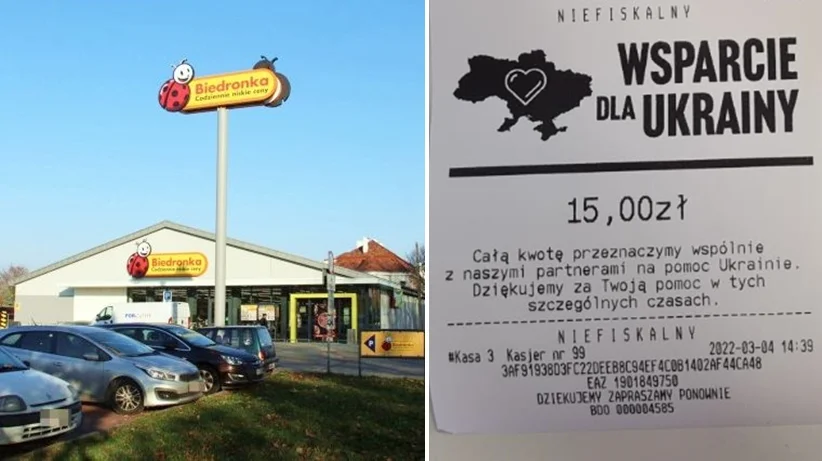 Biedronka
Codziennie niskie ceny
Biedronka
Codziennie niskie ceny
P
NIEFISKALNY
WSPARCIE
DLA UKRAINY
15,00zł
Całą kwotę przeznaczymy wspólnie
z naszymi partnerami na pomoc Ukrainie.
Dziękujemy za Twoją pomoc w tych
szczególnych czasach.
NIEFISKALNY
#Kasa 3 Kasjer nr 99 2022-03-04 14:39
3AF91938D3FC22DEEB8C94EF4C0B1402AF44CA48
EAZ 1901849750
DZIEKUJEMY ZAPRASZAMY PONOWNIE
BDO 000004585